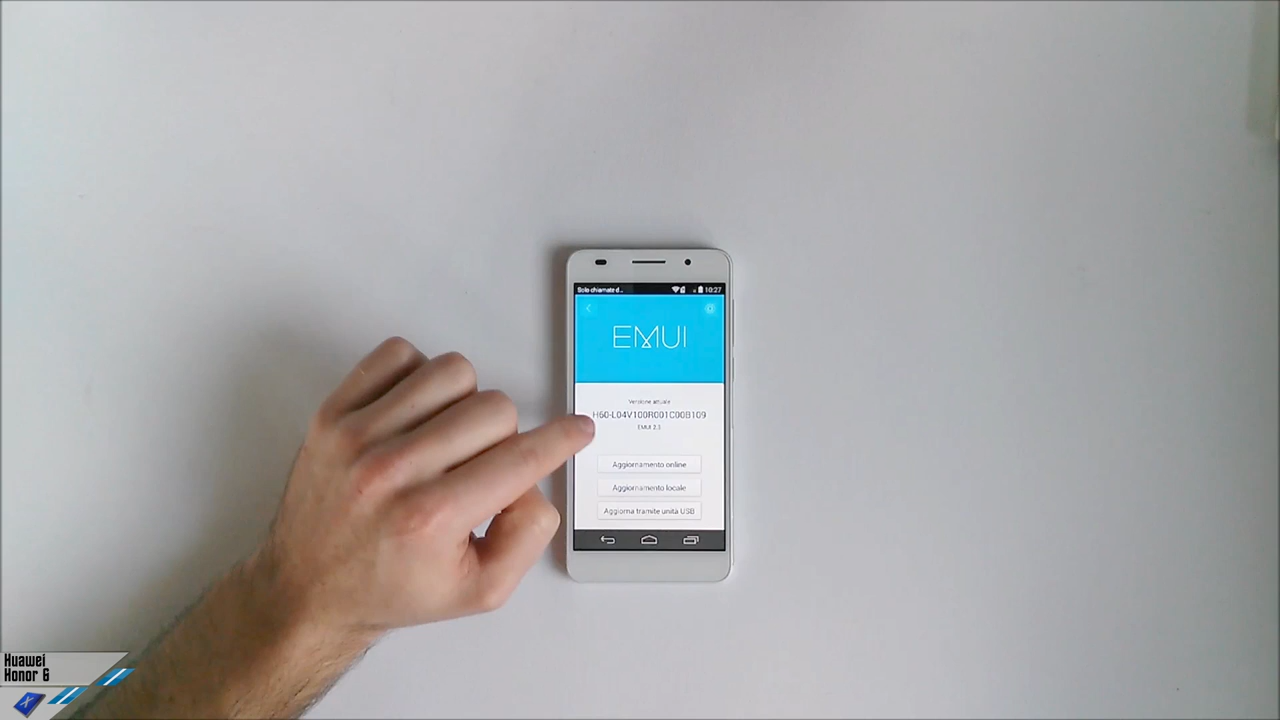 Solo chiamate d... 10:27
EMUI
Versione attuale
H60-L04V100R001C00B109
EMUI 2.3
Aggiornamento online
Aggiornamento locale
Aggiorna tramite unità USB
Huawei
Honor 6
X